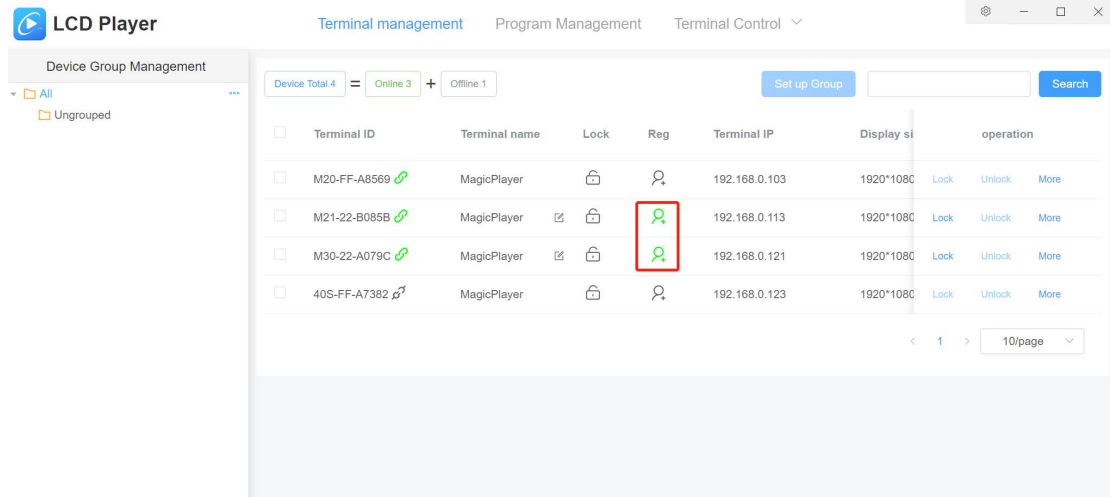 LCD Player
Terminal management Program Management Terminal Control
Device Group Management
All
Ungrouped
Device Total 4 = Online 3 + Offline 1 Set up Group Search
Terminal ID Terminal name Lock Reg Terminal IP Display si operation
M20-FF-A8569 MagicPlayer 192.168.0.103 1920*1080 Lock Unlock More
M21-22-B085B MagicPlayer 192.168.0.113 1920*1080 Lock Unlock More
M30-22-A079C MagicPlayer 192.168.0.121 1920*1080 Lock Unlock More
40S-FF-A7382 MagicPlayer 192.168.0.123 1920*1080 Lock Unlock More
< 1 > 10/page